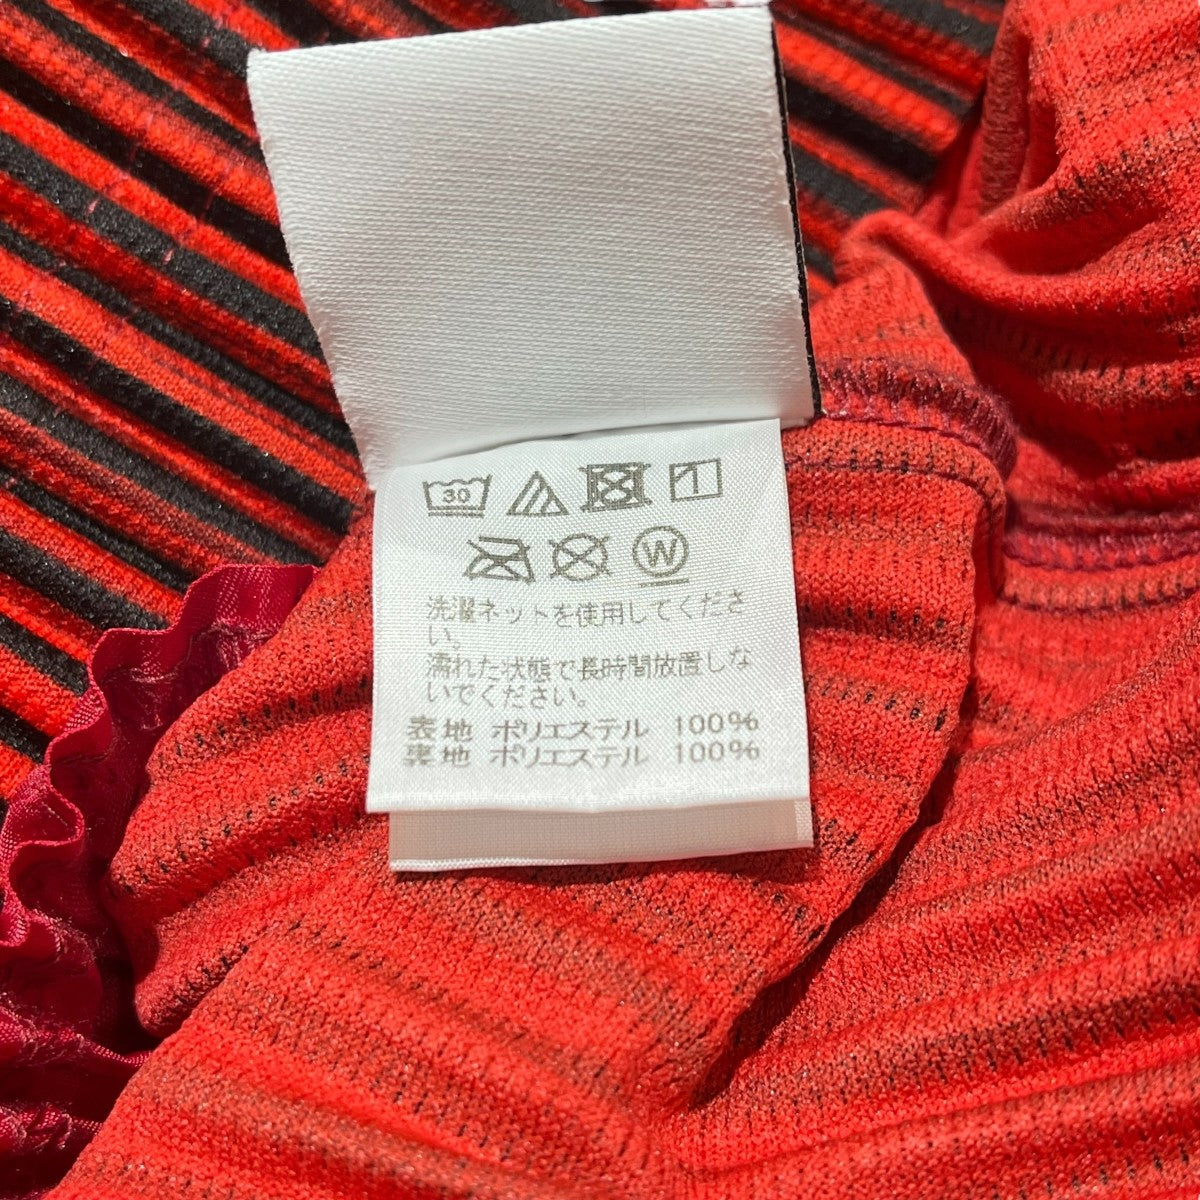 30
W
洗濯ネットを使用してくださ
い。
濡れた状態で長時間放置しな
いでください。
表地 ポリエステル 100%
裏地 ポリエステル 100%